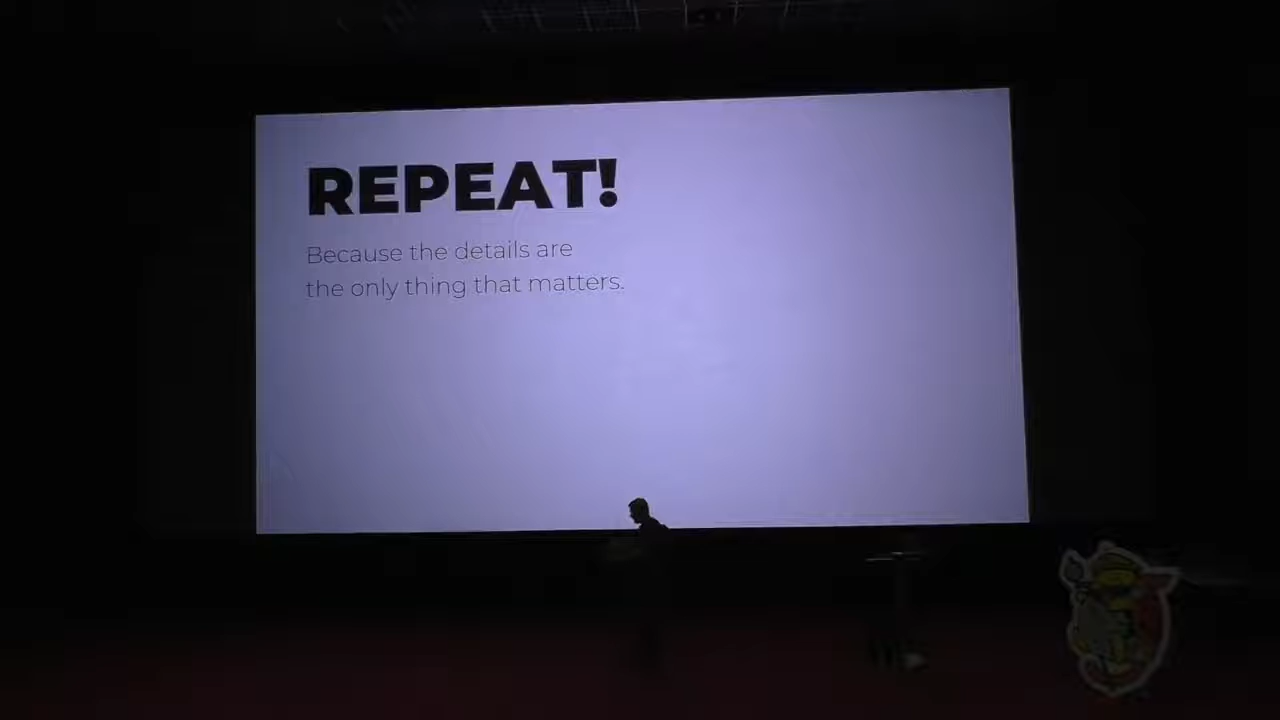 REPEAT!
Because the details are
the only thing that matters.